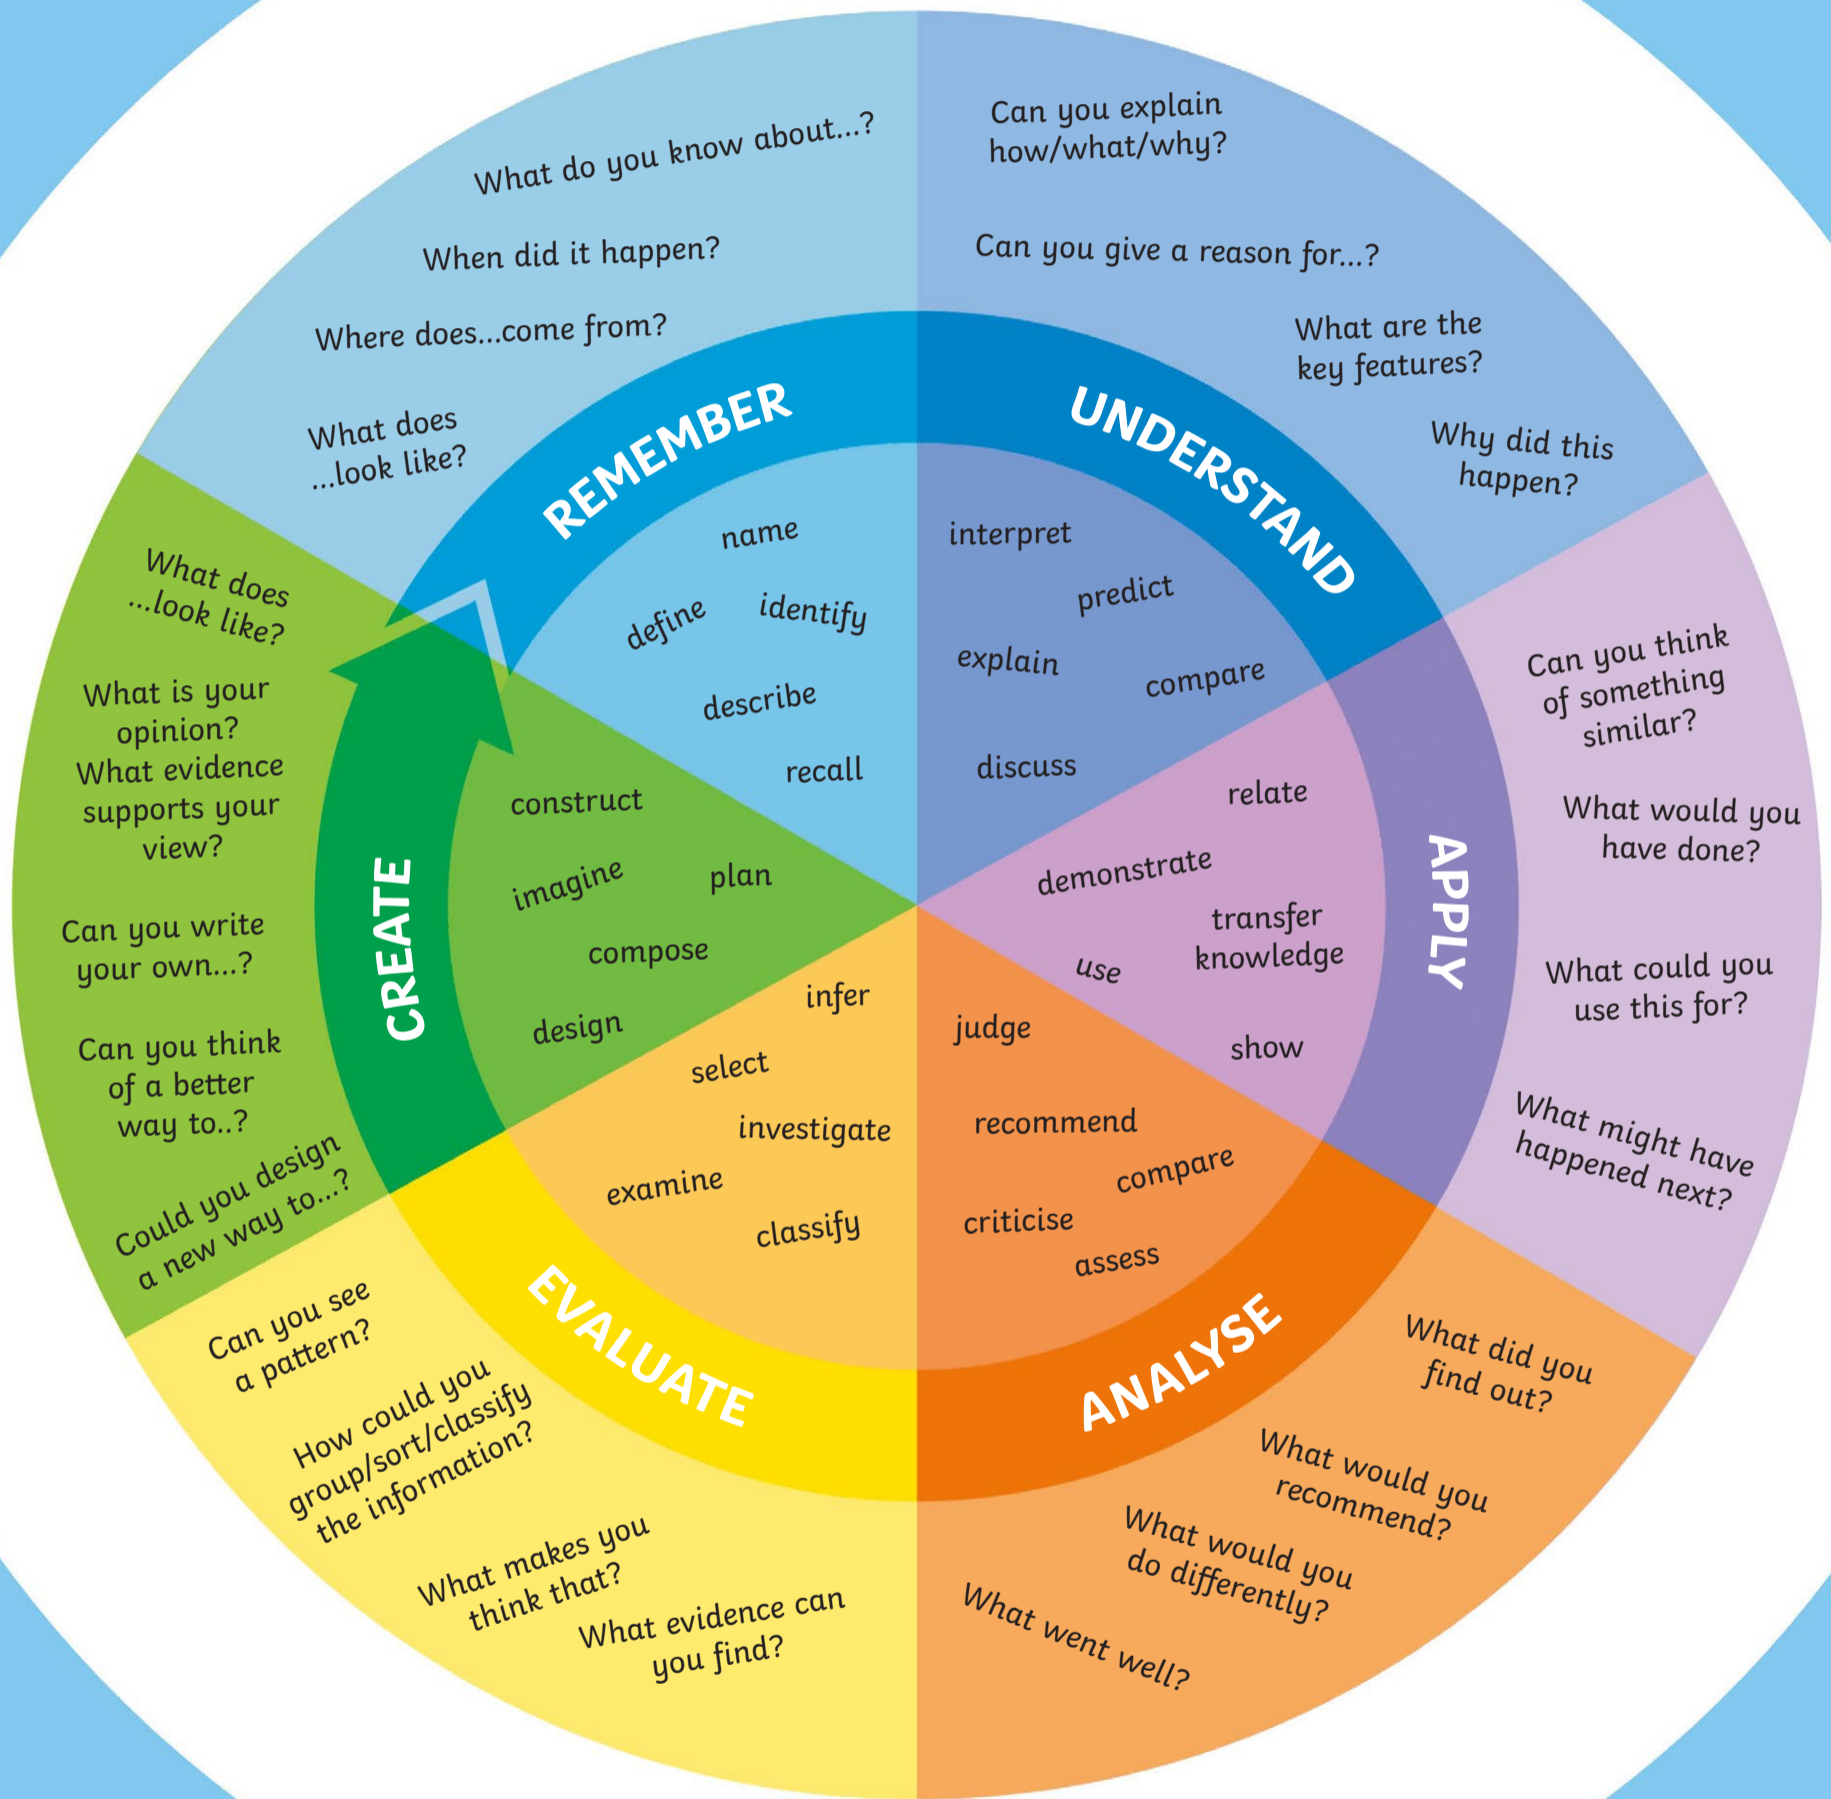 REMEMBER
What do you know about...?
When did it happen?
Where does...come from?
What does
...look like?
name
define
identify
describe
recall
UNDERSTAND
Can you explain
how/what/why?
Can you give a reason for...?
What are the
key features?
Why did this
happen?
interpret
predict
explain
compare
discuss
APPLY
Can you think
of something
similar?
What would you
have done?
What could you
use this for?
What might have
happened next?
relate
demonstrate
transfer
knowledge
use
show
ANALYSE
What did you
find out?
What would you
recommend?
What would you
do differently?
What went well?
judge
recommend
compare
criticise
assess
EVALUATE
Can you see
a pattern?
How could you
group/sort/classify
the information?
What makes you
think that?
What evidence can
you find?
infer
select
investigate
examine
classify
CREATE
What does
...look like?
What is your
opinion?
What evidence
supports your
view?
Can you write
your own...?
Can you think
of a better
way to..?
Could you design
a new way to...?
construct
imagine
plan
compose
design